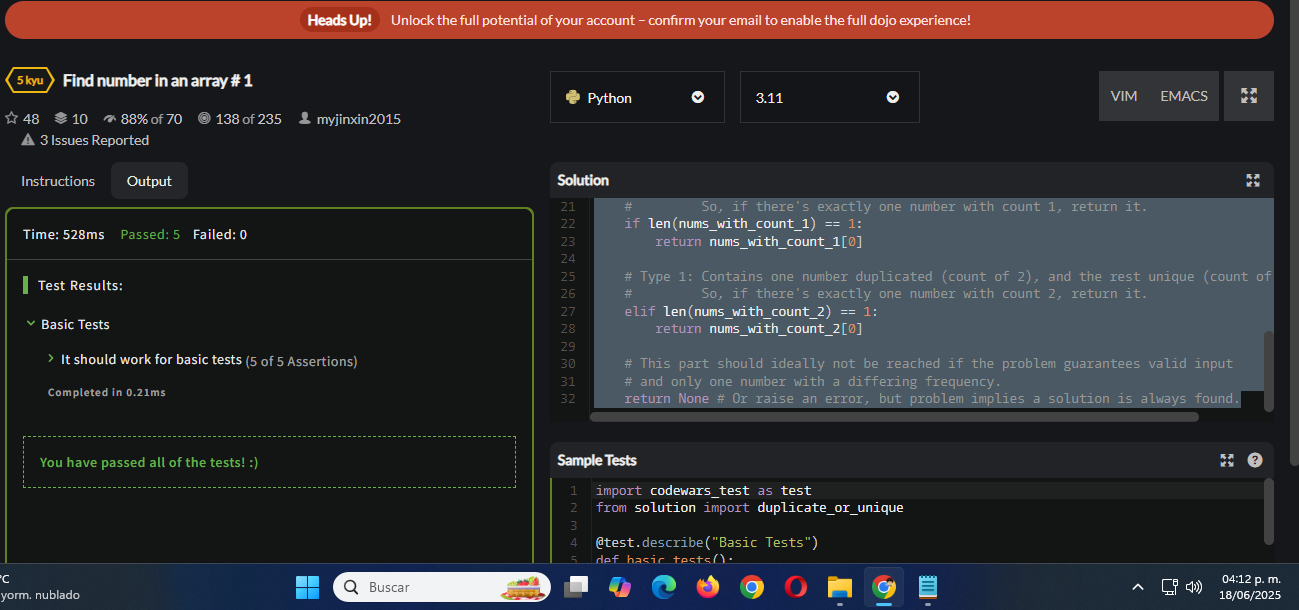 Heads Up! Unlock the full potential of your account – confirm your email to enable the full dojo experience!
5 kyu Find number in an array # 1
48 10 88% of 70 138 of 235 myjinxin2015
3 Issues Reported
Instructions Output
Time: 528ms Passed: 5 Failed: 0
Test Results:
Basic Tests
It should work for basic tests (5 of 5 Assertions)
Completed in 0.21ms
You have passed all of the tests! :)
Python 3.11 VIM EMACS
Solution
21 # So, if there's exactly one number with count 1, return it.
22 if len(nums_with_count_1) == 1:
23 return nums_with_count_1[0]
24
25 # Type 1: Contains one number duplicated (count of 2), and the rest unique (count of
26 # So, if there's exactly one number with count 2, return it.
27 elif len(nums_with_count_2) == 1:
28 return nums_with_count_2[0]
29
30 # This part should ideally not be reached if the problem guarantees valid input
31 # and only one number with a differing frequency.
32 return None # Or raise an error, but problem implies a solution is always found.
Sample Tests ?
1 import codewars_test as test
2 from solution import duplicate_or_unique
3
4 @test.describe("Basic Tests")
5 def basic_tests():
°C
yorm. nublado
Buscar
04:12 p. m.
18/06/2025